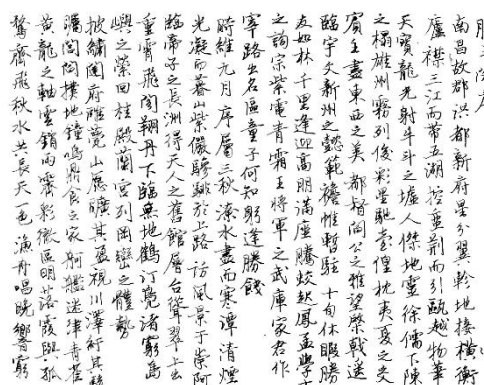 南昌故郡洪都新府星分翼軫地接橫衡
廬襟三江而帶五湖控蠻荊而引甌越物華
天寶龍光射牛斗之墟人傑地靈徐儒下陳
之榻雄州霧列俊彩星馳臺隍枕夷夏之交
賓主盡東西之美都督閻公之雅望棨戟遙
臨宇文新州之懿範襜帷暫駐十旬休暇勝
友如林千里逢迎高朋滿座騰蛟起鳳孟學士
之詞宗紫電青霜王將軍之武庫家君作
宰路出名區童子何知躬逢勝餞
時維九月序屬三秋潦水盡而寒潭清煙
光凝而暮山紫儼驂騑於上路訪風景于崇阿
臨帝子之長洲得天人之舊館層台聳翠上出
重霄飛閣翔丹下臨無地鶴汀鳧渚窮島
嶼之縈回桂殿蘭宮列岡巒之體勢
披繡闥府雕甍山原曠其盈視川澤紆其駭
矚閭閻撲地鐘鳴鼎食之家舸艦迷津青雀
黃龍之軸雲銷雨霽彩徹區明落霞與孤
鶩齊飛秋水共長天一色漁舟唱晚響窮